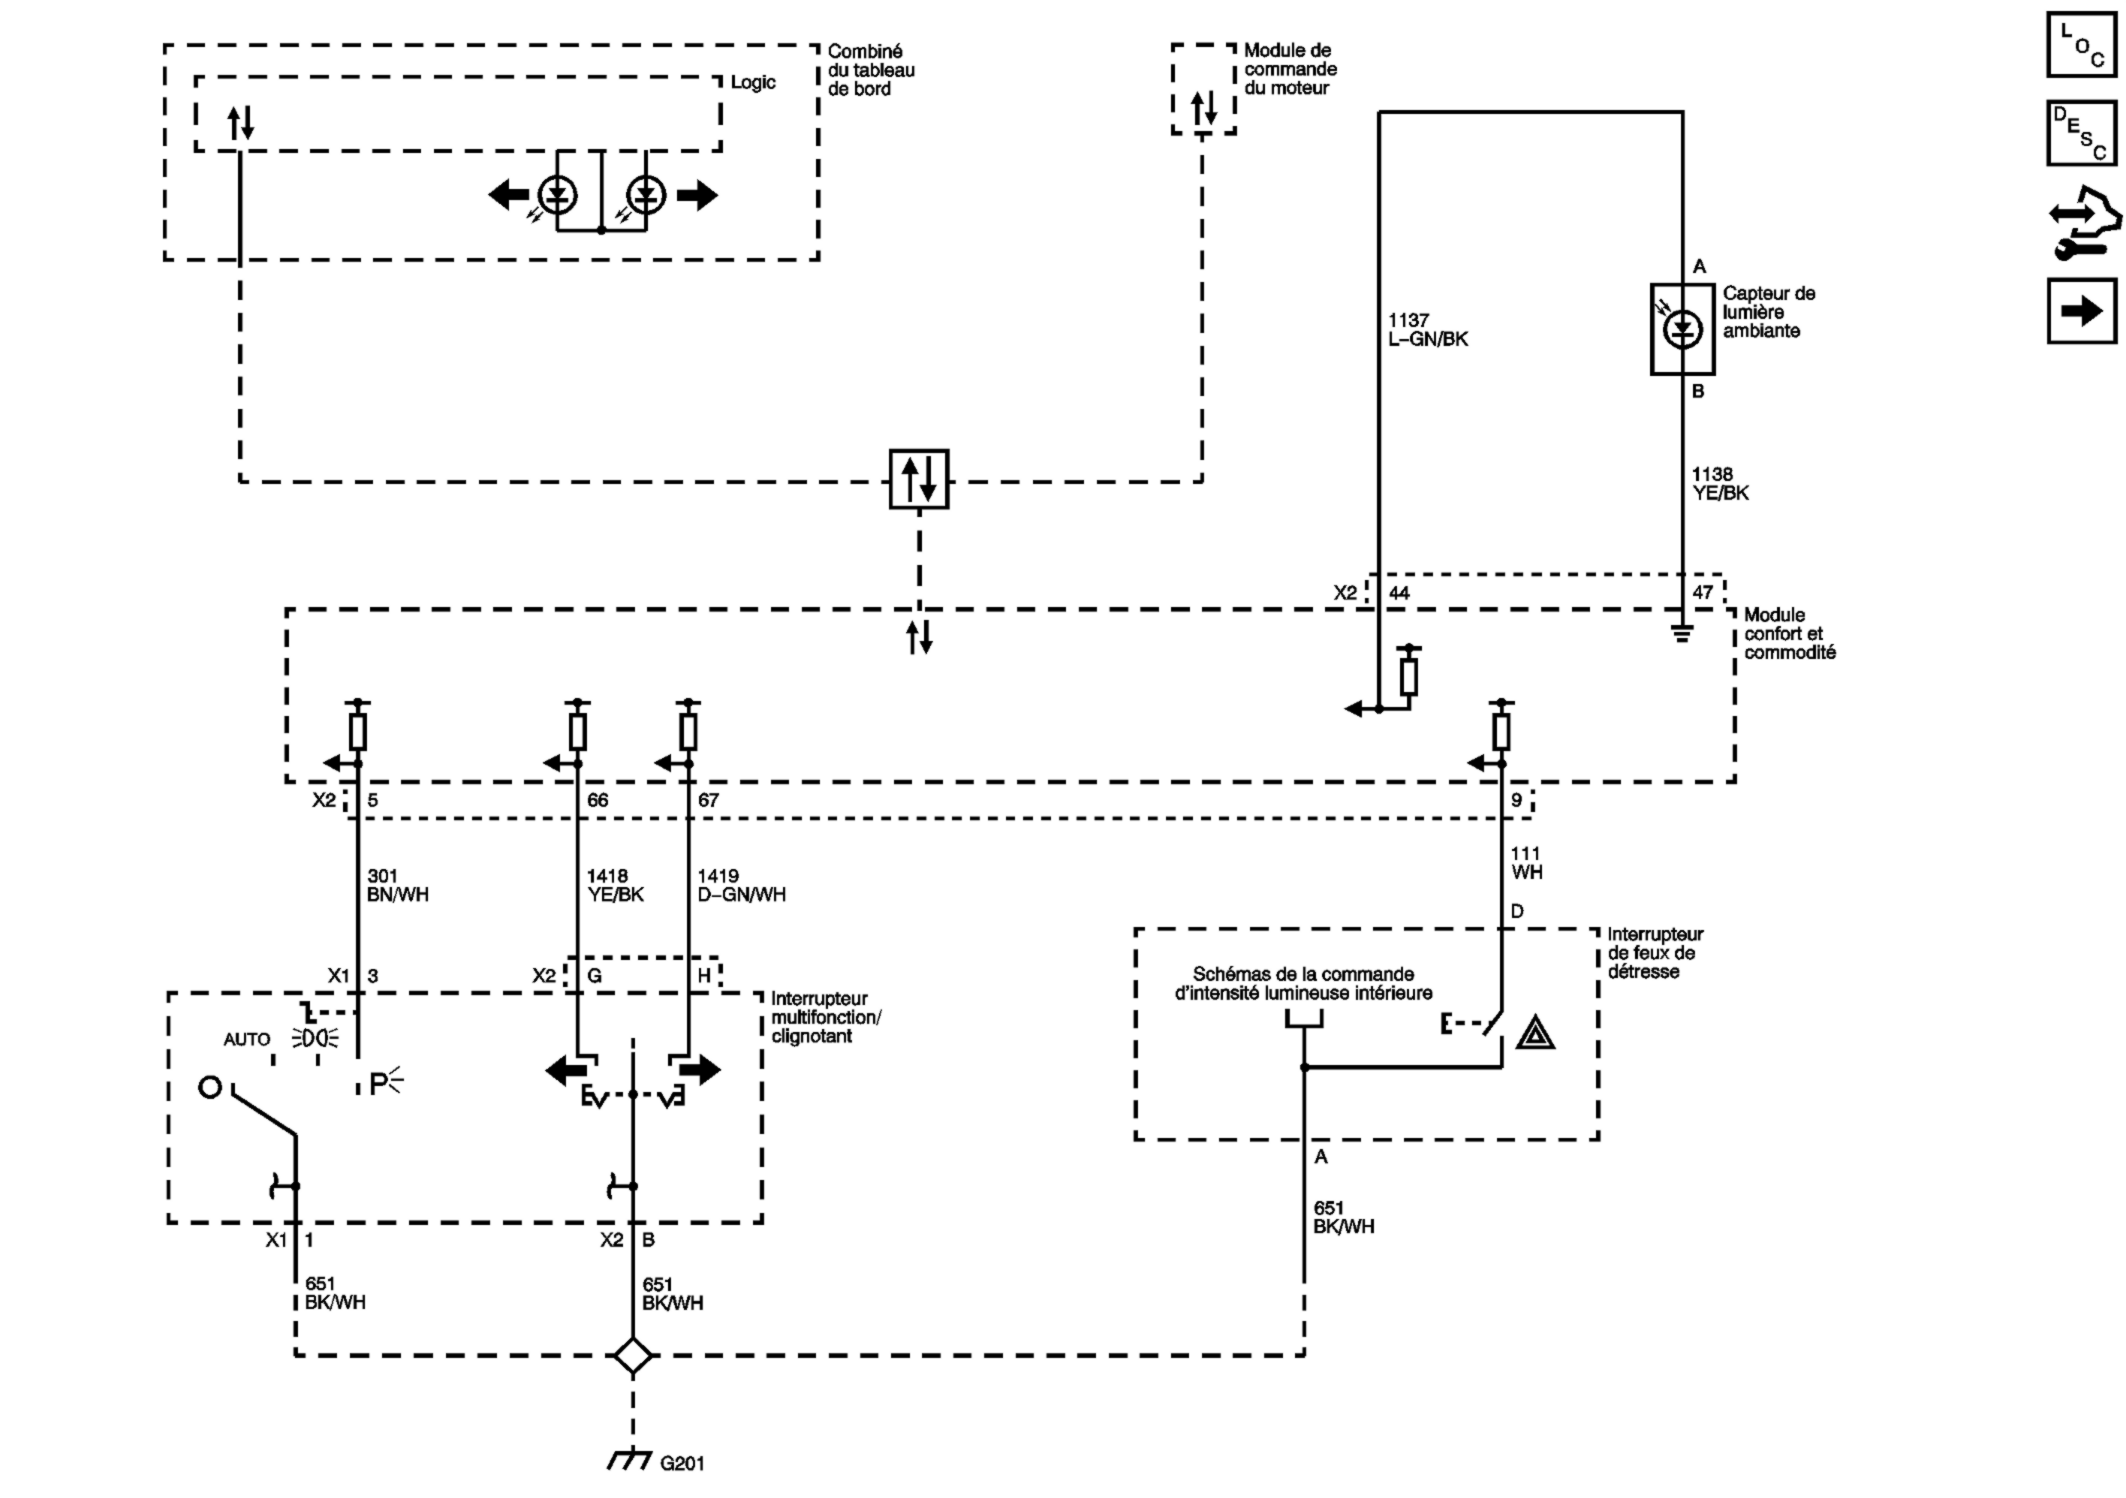 Combiné
du tableau
de bord
Logic
Module de
commande
du moteur
L
O
C
D
E
S
C
A
Capteur de
lumière
ambiante
B
1137
L-GN/BK
1138
YE/BK
X2
44
47
Module
confort et
commodité
X2
5
66
67
9
301
BN/WH
1418
YE/BK
1419
D-GN/WH
111
WH
D
X1
3
X2
G
H
Interrupteur
multifonction/
clignotant
AUTO
P
Interrupteur
de feux de
détresse
Schémas de la commande
d'intensité lumineuse intérieure
A
651
BK/WH
X1
1
X2
B
651
BK/WH
651
BK/WH
G201